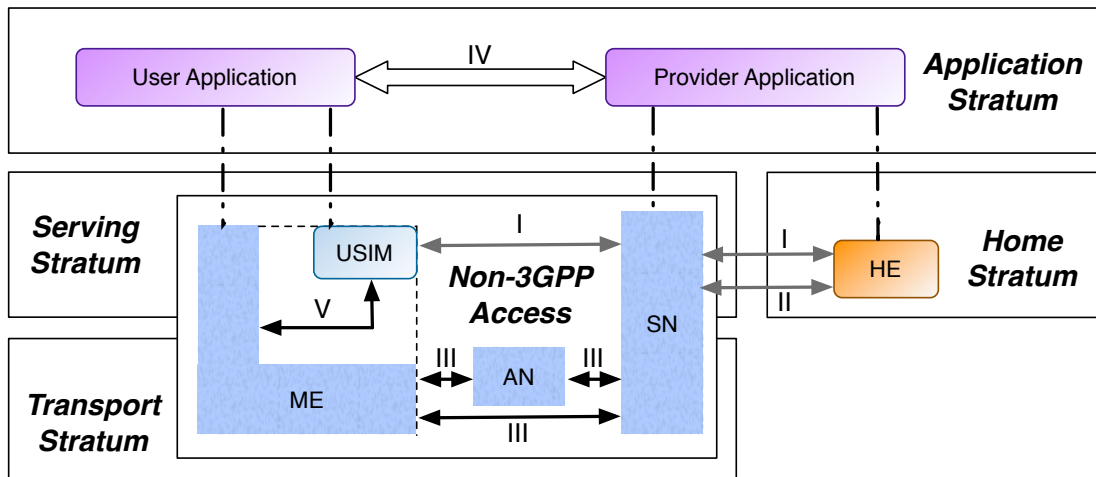 IV
User Application
Provider Application
Application
Stratum
Serving
Stratum
USIM
I
Non-3GPP
Access
V
SN
I
II
HE
Home
Stratum
Transport
Stratum
ME
III
AN
III
III